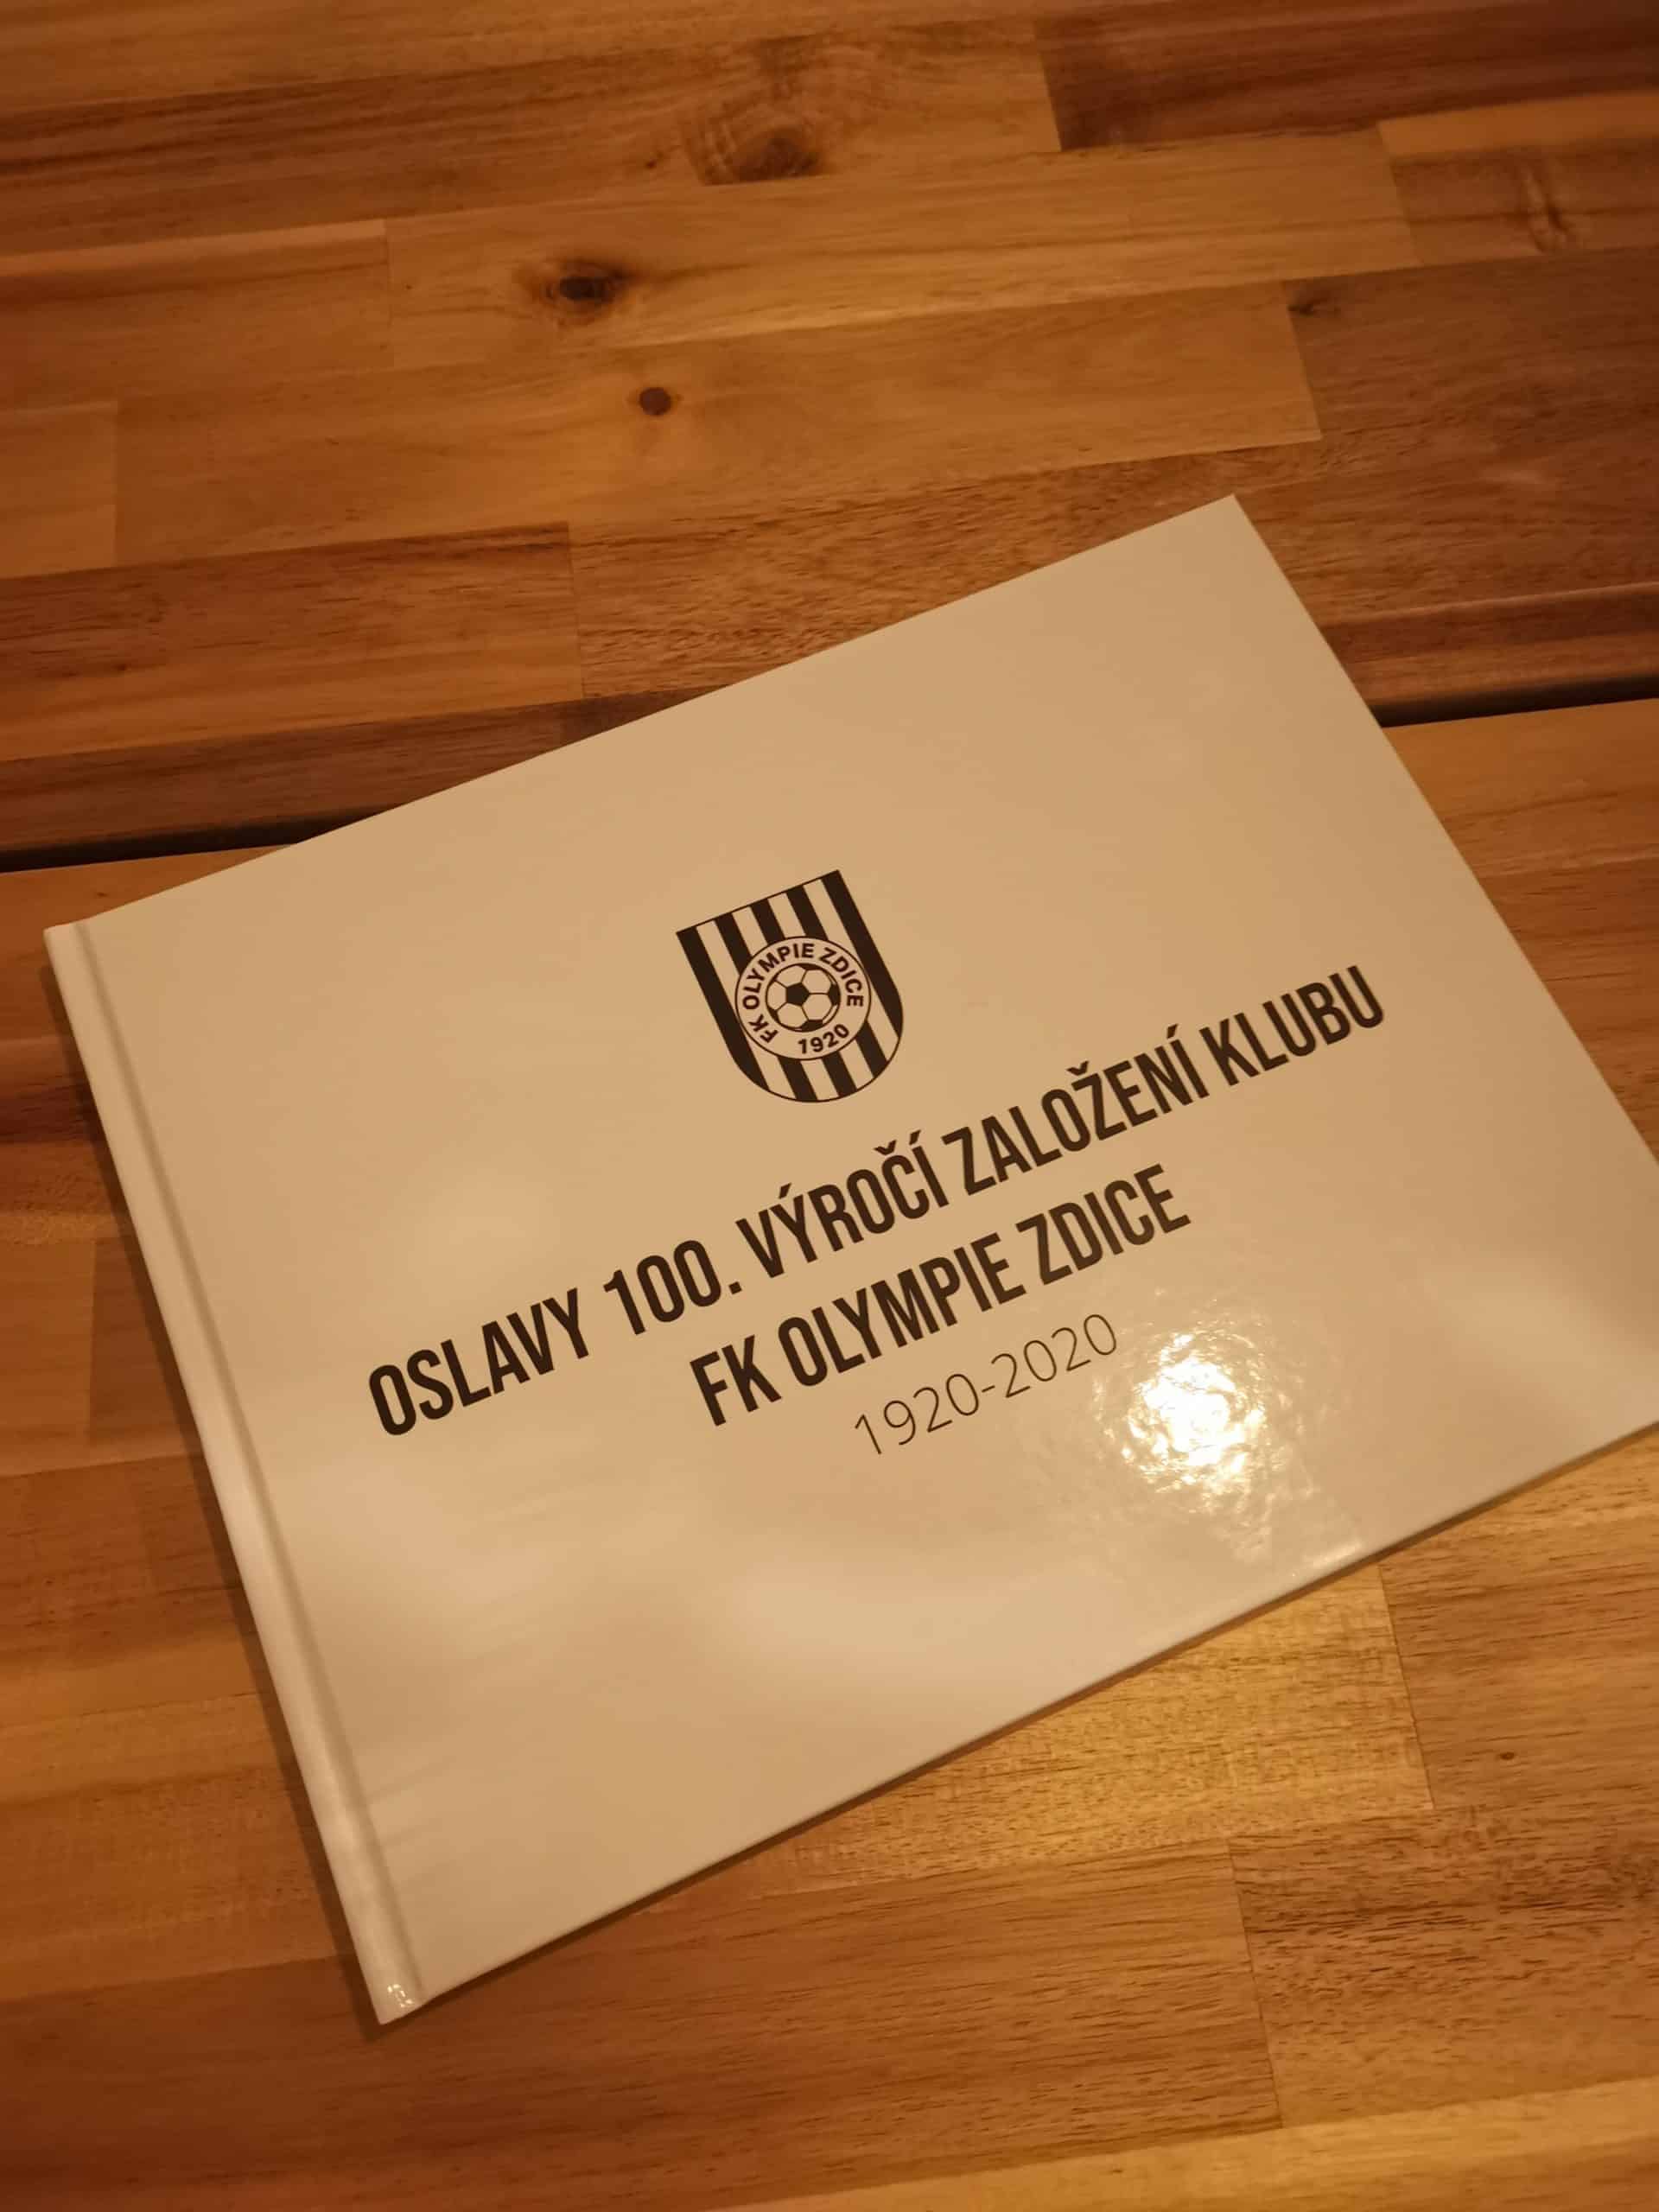 FK OLYMPIE ZDICE
1920
OSLAVY 100. VÝROČÍ ZALOŽENÍ KLUBU
FK OLYMPIE ZDICE
1920-2020